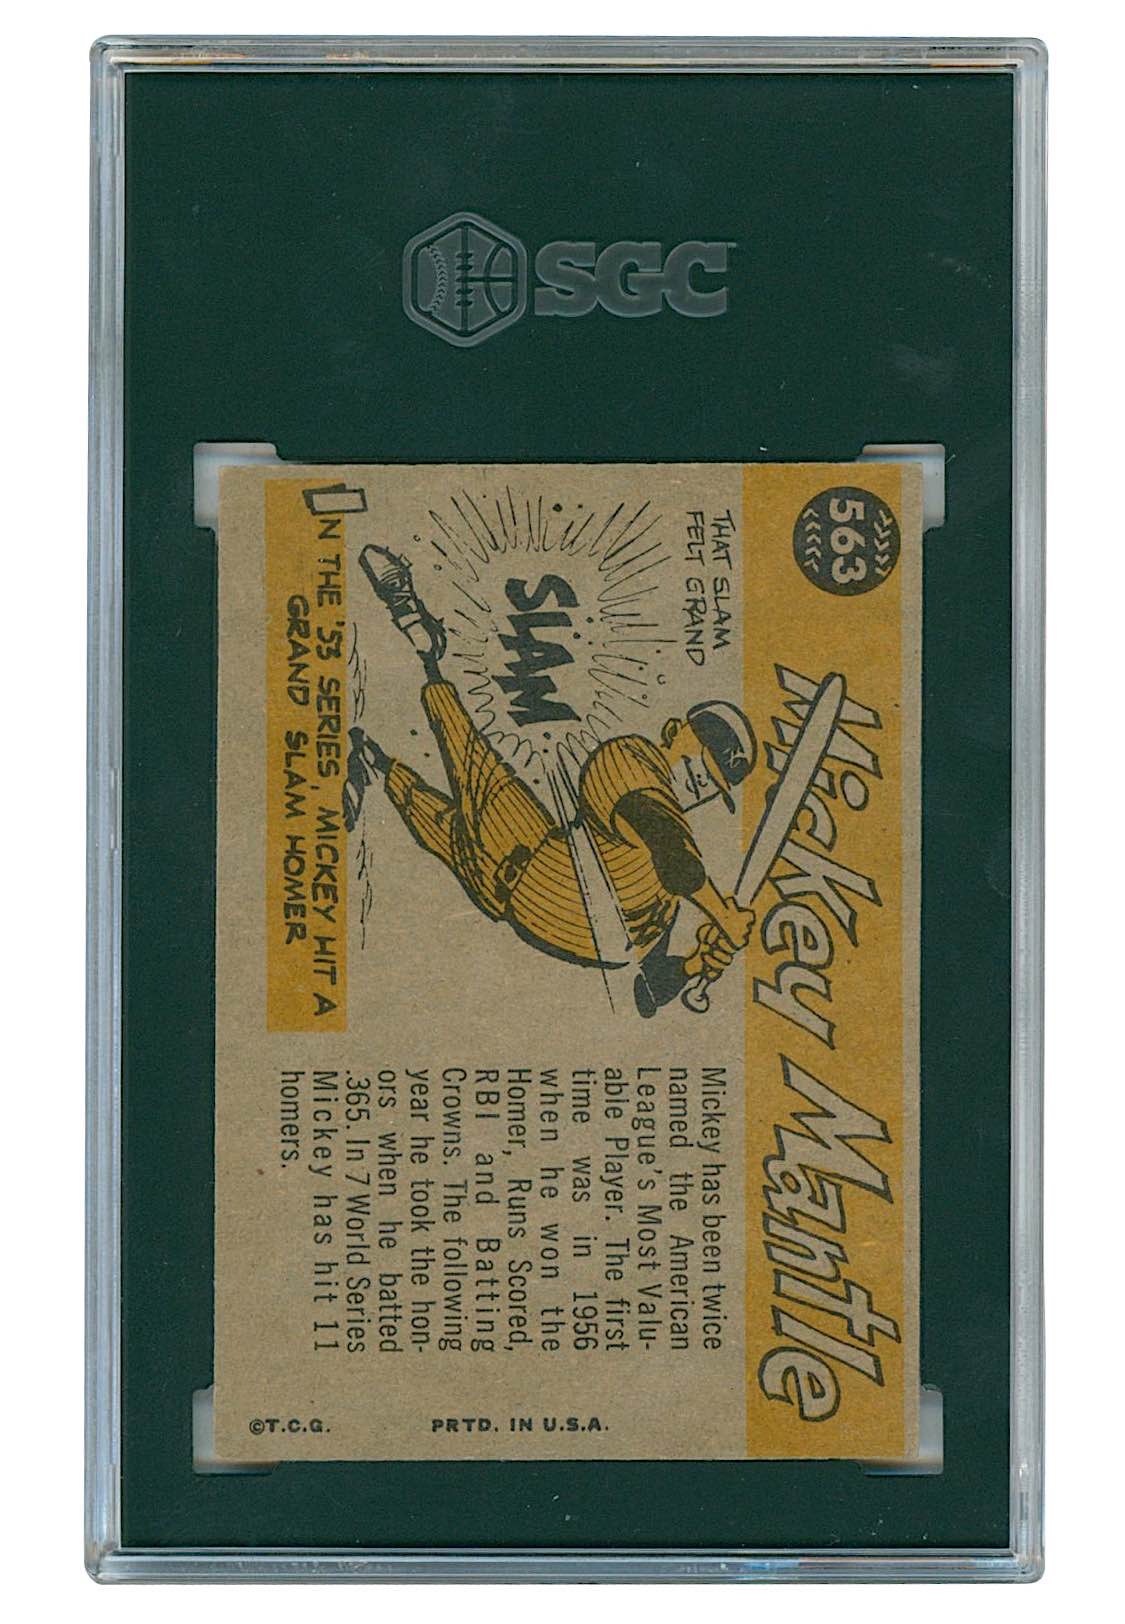 SGC
563
Mickey Mantle
THAT SLAM
FELT GRAND
SLAM
IN THE '53 SERIES, MICKEY HIT A
GRAND SLAM HOMER
Mickey has been twice
named the American
League's Most Valu-
able Player. The first
time was in 1956
when he won the
Homer, Runs Scored,
RBI and Batting
Crowns. The following
year he took the hon-
ors when he batted
.365. In 7 World Series
Mickey has hit 11
homers.
©T.C.G.
PRTD. IN U.S.A.